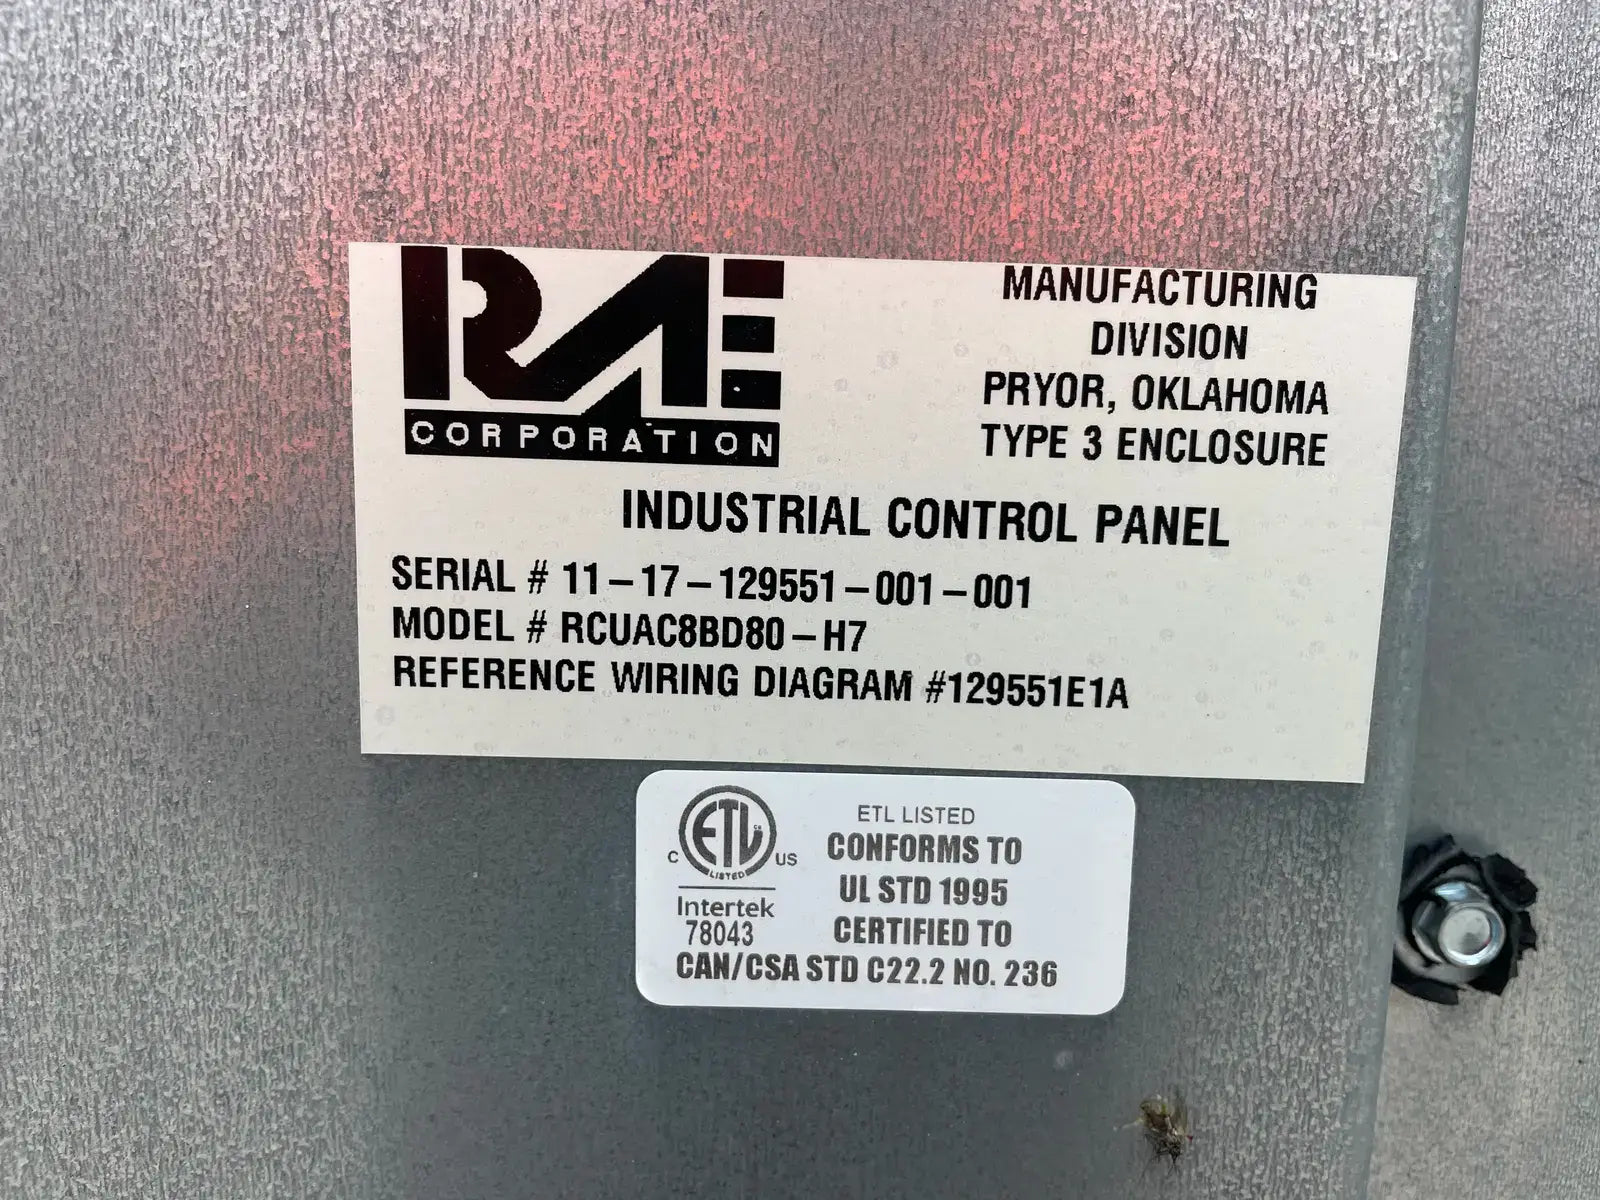 RAE
CORPORATION
MANUFACTURING
DIVISION
PRYOR, OKLAHOMA
TYPE 3 ENCLOSURE
INDUSTRIAL CONTROL PANEL
SERIAL # 11-17-129551-001-001
MODEL # RCUAC8BD80-H7
REFERENCE WIRING DIAGRAM #129551E1A
ETL
LISTED
C US
Intertek
78043
ETL LISTED
CONFORMS TO
UL STD 1995
CERTIFIED TO
CAN/CSA STD C22.2 NO. 236